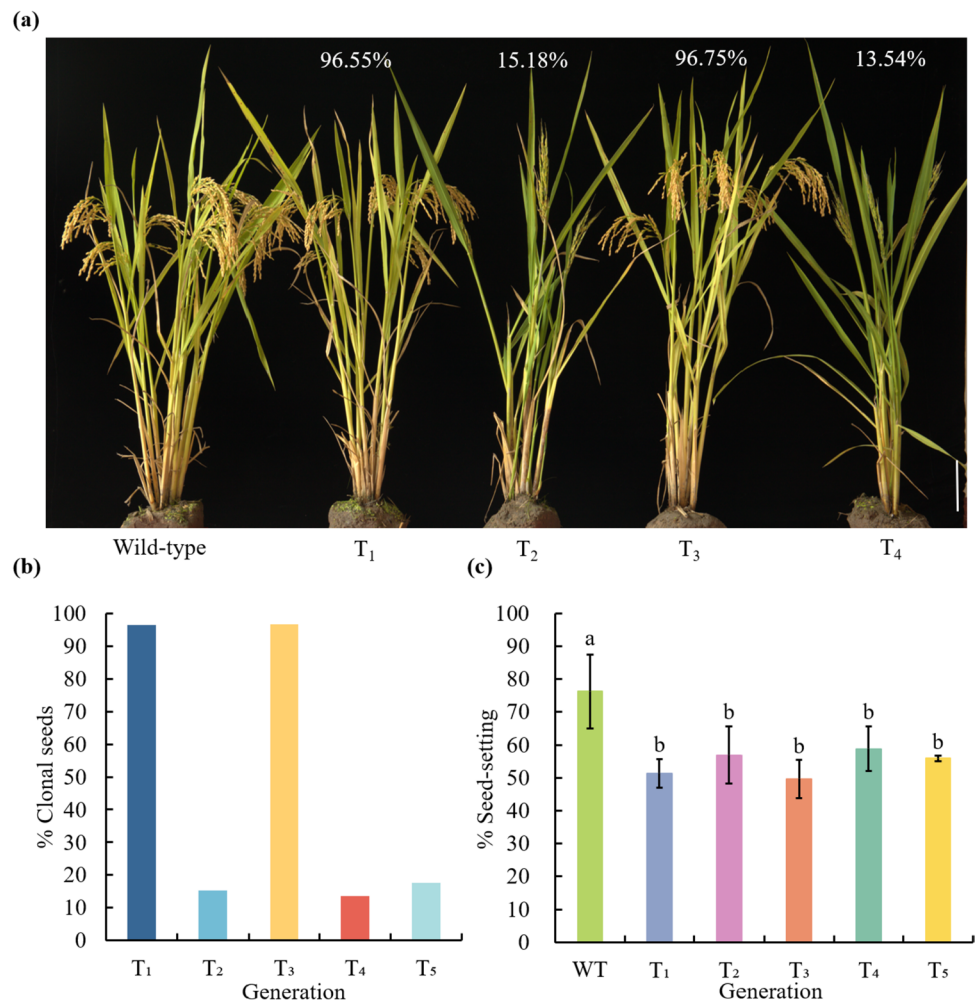 (a)
96.55% 15.18% 96.75% 13.54%
Wild-type T₁ T₂ T₃ T₄
(b)
100
90
80
70
60
50
40
30
20
10
0
% Clonal seeds
T₁ T₂ T₃ T₄ T₅
Generation
(c)
100
90
80
70
60
50
40
30
20
10
0
% Seed-setting
a
b b b b b
WT T₁ T₂ T₃ T₄ T₅
Generation